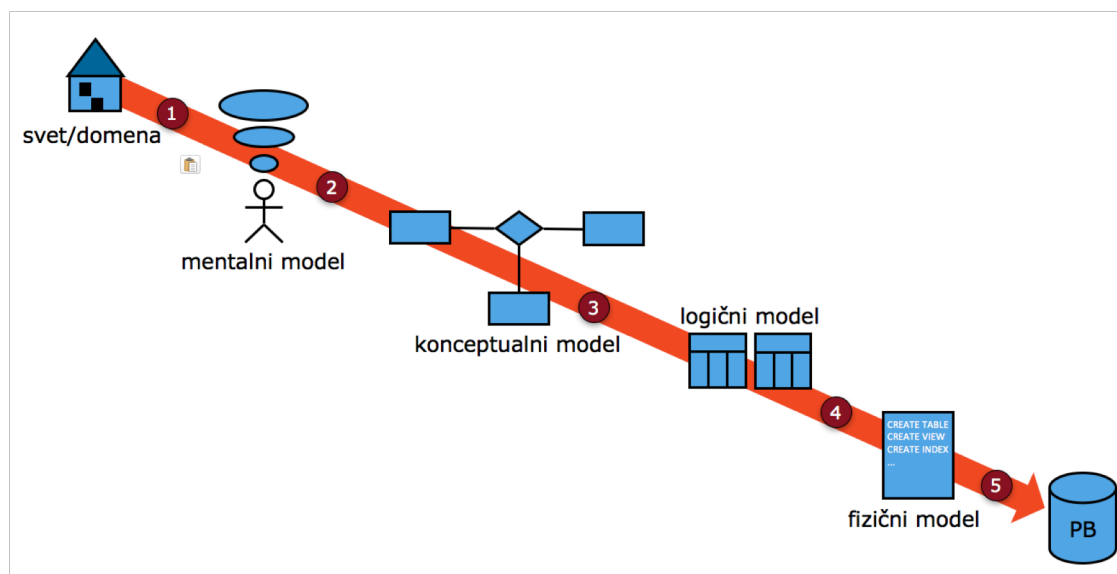 svet/domena
1
mentalni model
2
konceptualni model
3
logični model
4
CREATE TABLE
CREATE VIEW
CREATE INDEX
...
fizični model
5
PB